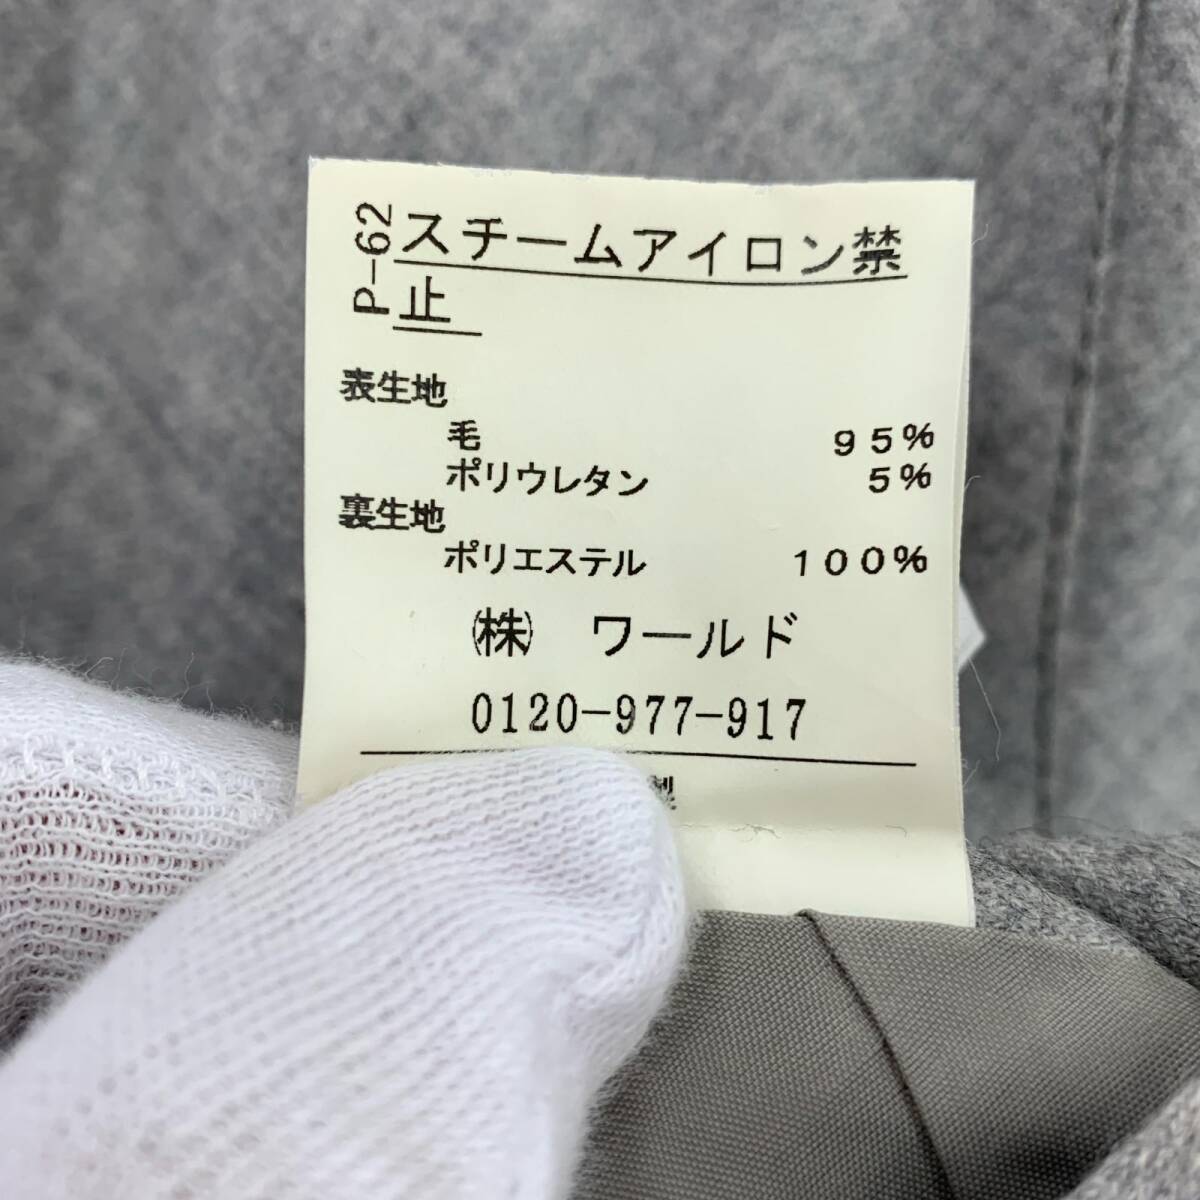 P-62
スチームアイロン禁
止
表生地
毛 95%
ポリウレタン 5%
裏生地
ポリエステル 100%
㈱ ワールド
0120-977-917
製